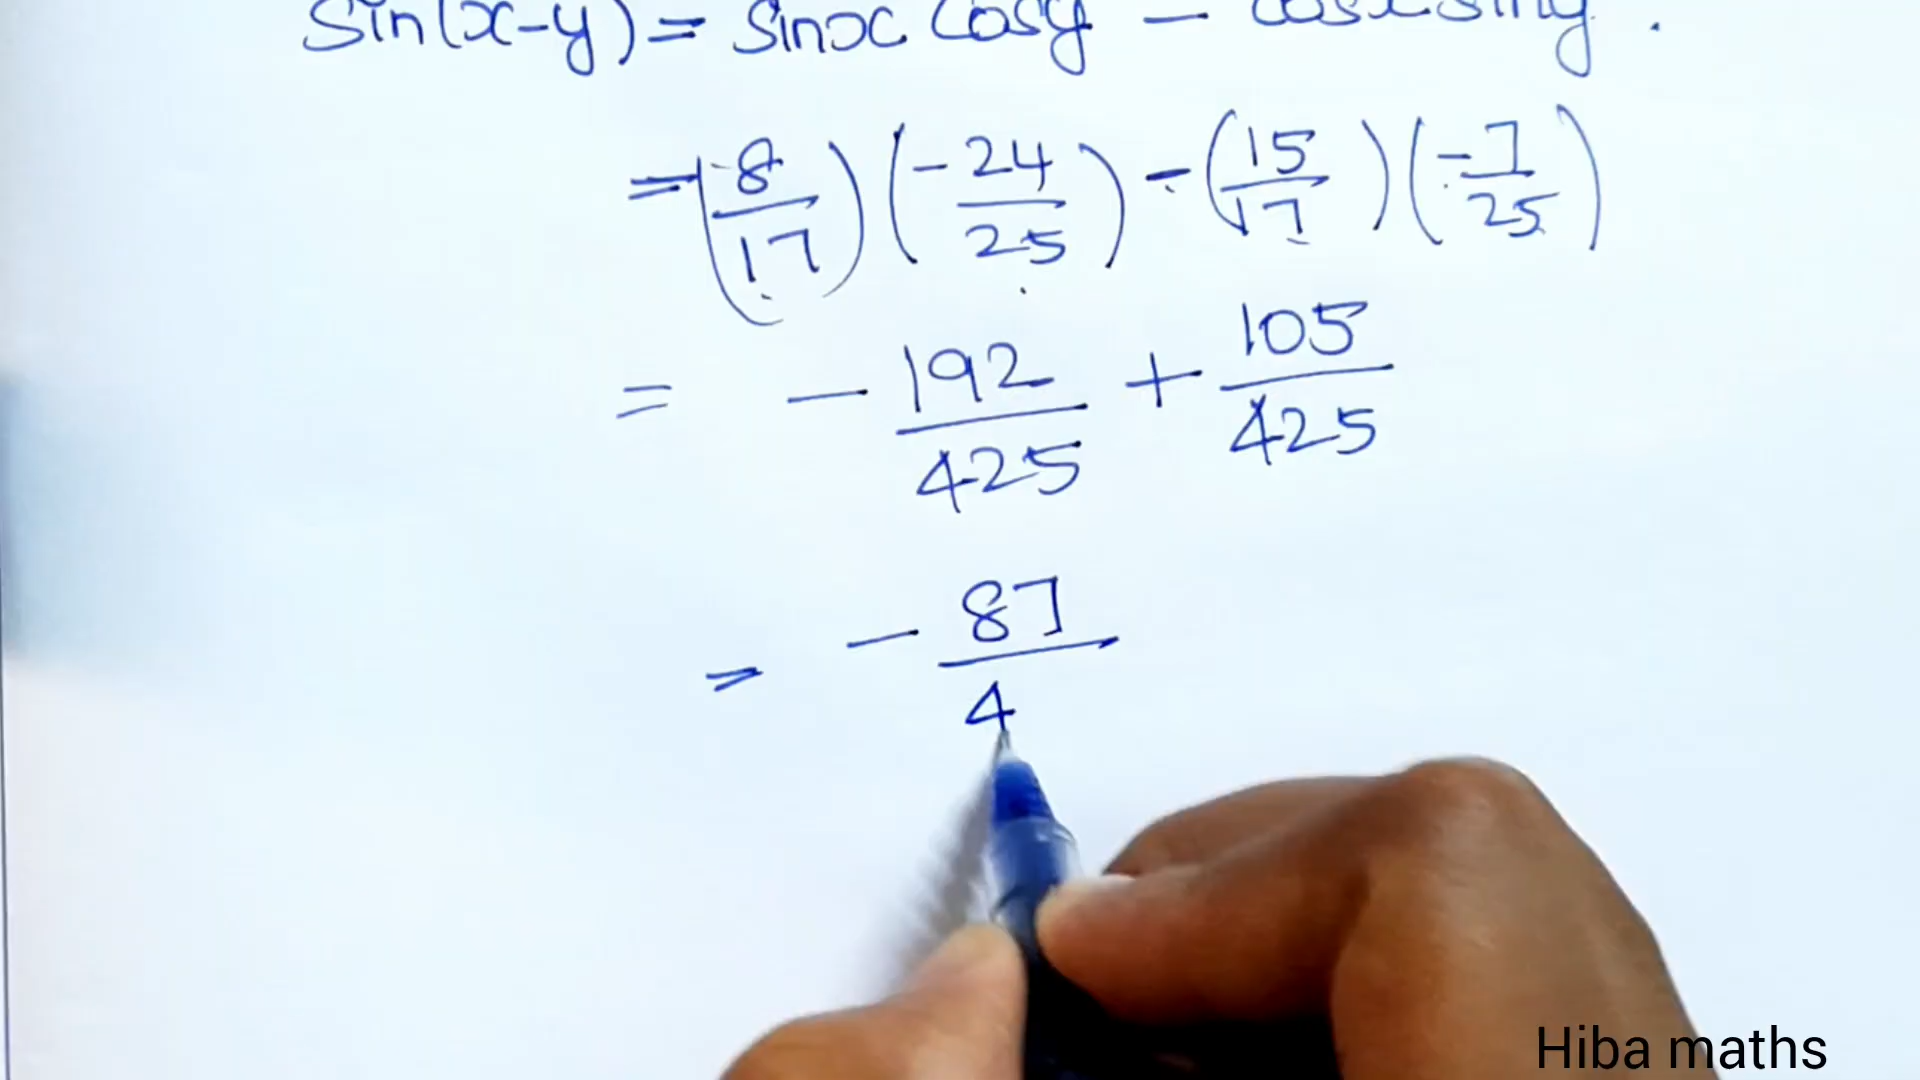 Sin(x-y) = Sinx Cosy - Cosx Siny .
= (8/17) (-24/25) - (15/17) (-7/25)
= - 192/425 + 105/425
= - 87/4
Hiba maths